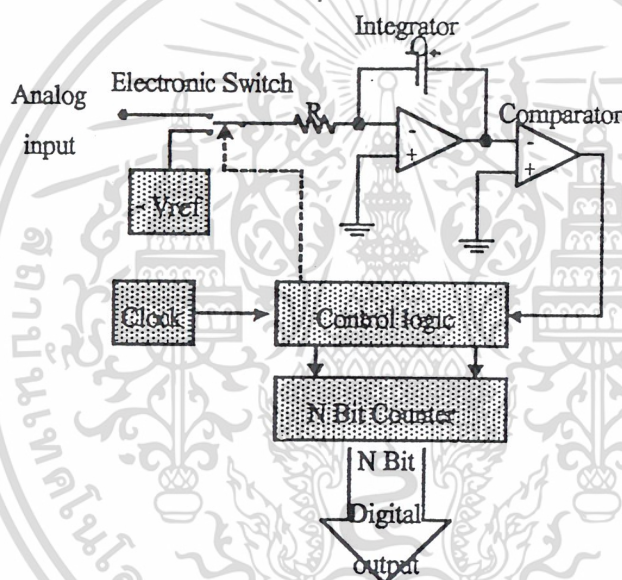 Integrator
Electronic Switch
Analog
input
R
Comparator
-
+
-
+
- Vref
Clock
Control logic
N Bit Counter
N Bit
Digital
output